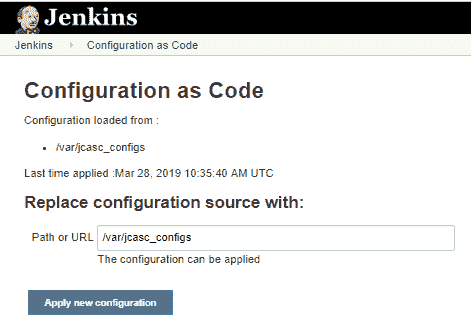 Jenkins
Jenkins Configuration as Code
Configuration as Code
Configuration loaded from :
/var/jcasc_configs
Last time applied :Mar 28, 2019 10:35:40 AM UTC
Replace configuration source with:
Path or URL /var/jcasc_configs
The configuration can be applied
Apply new configuration